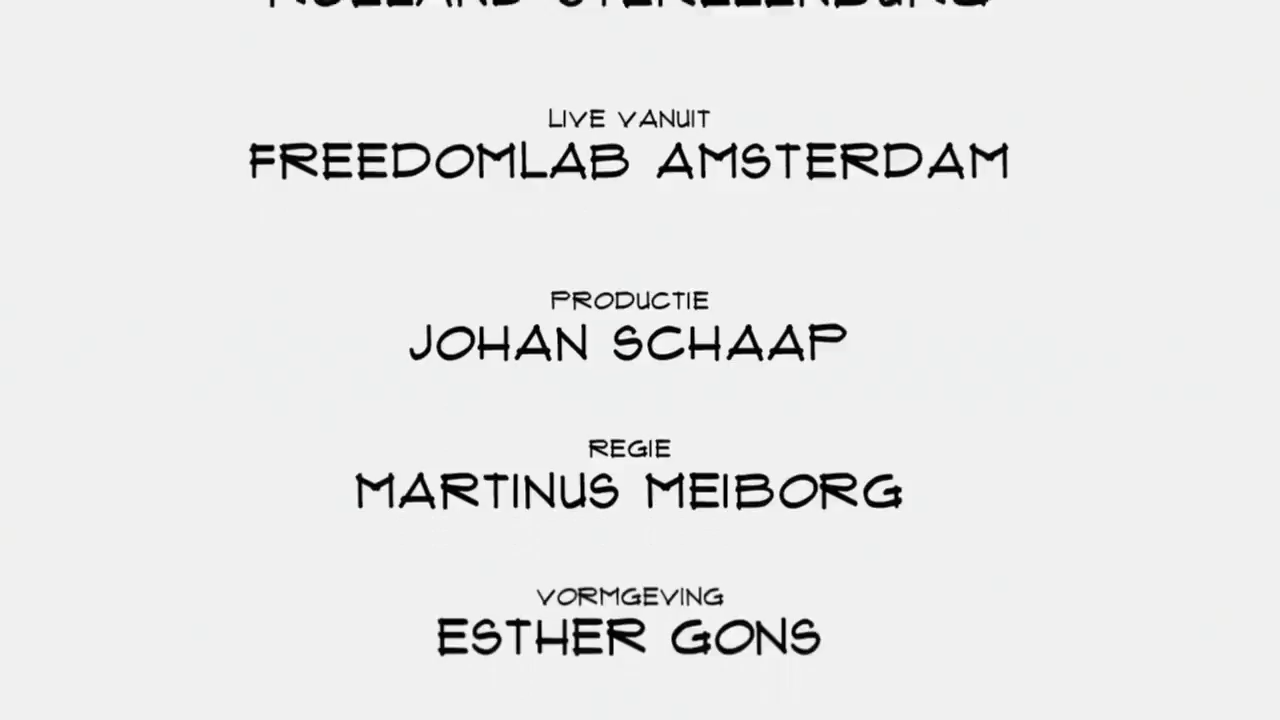 LIVE VANUIT
FREEDOMLAB AMSTERDAM
PRODUCTIE
JOHAN SCHAAP
REGIE
MARTINUS MEIBORG
VORMGEVING
ESTHER GONS